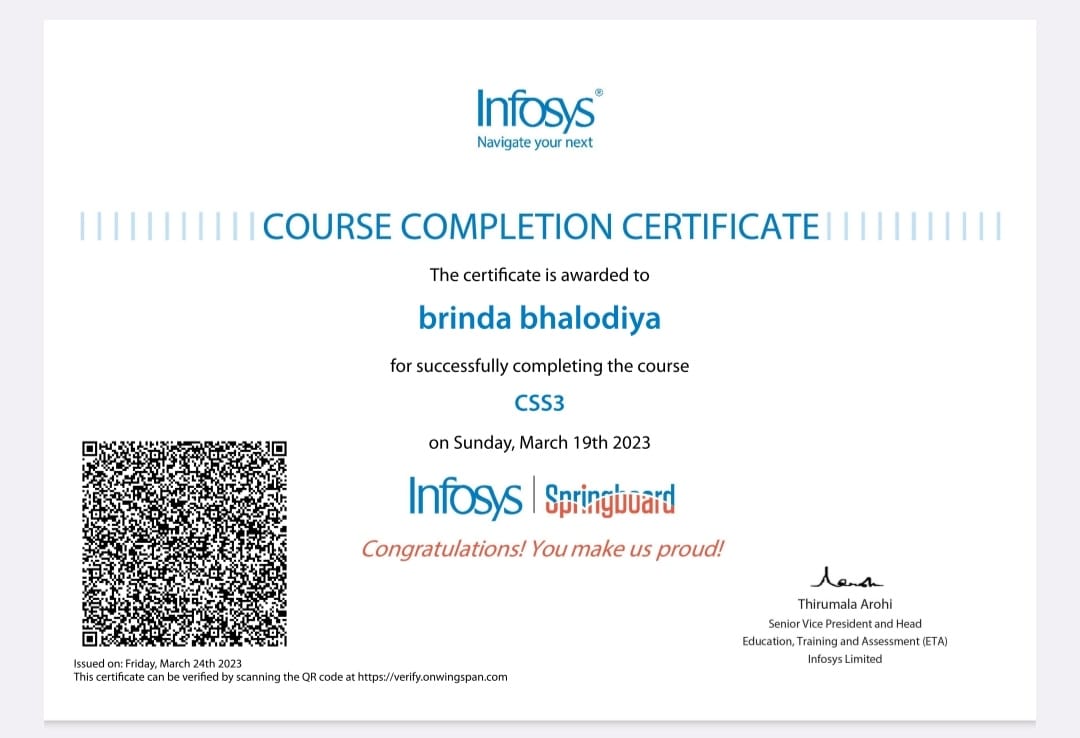 Infosys®
Navigate your next
COURSE COMPLETION CERTIFICATE
The certificate is awarded to
brinda bhalodiya
for successfully completing the course
CSS3
on Sunday, March 19th 2023
Infosys | Springboard
Congratulations! You make us proud!
Thirumala Arohi
Senior Vice President and Head
Education, Training and Assessment (ETA)
Infosys Limited
Issued on: Friday, March 24th 2023
This certificate can be verified by scanning the QR code at https://verify.onwingspan.com